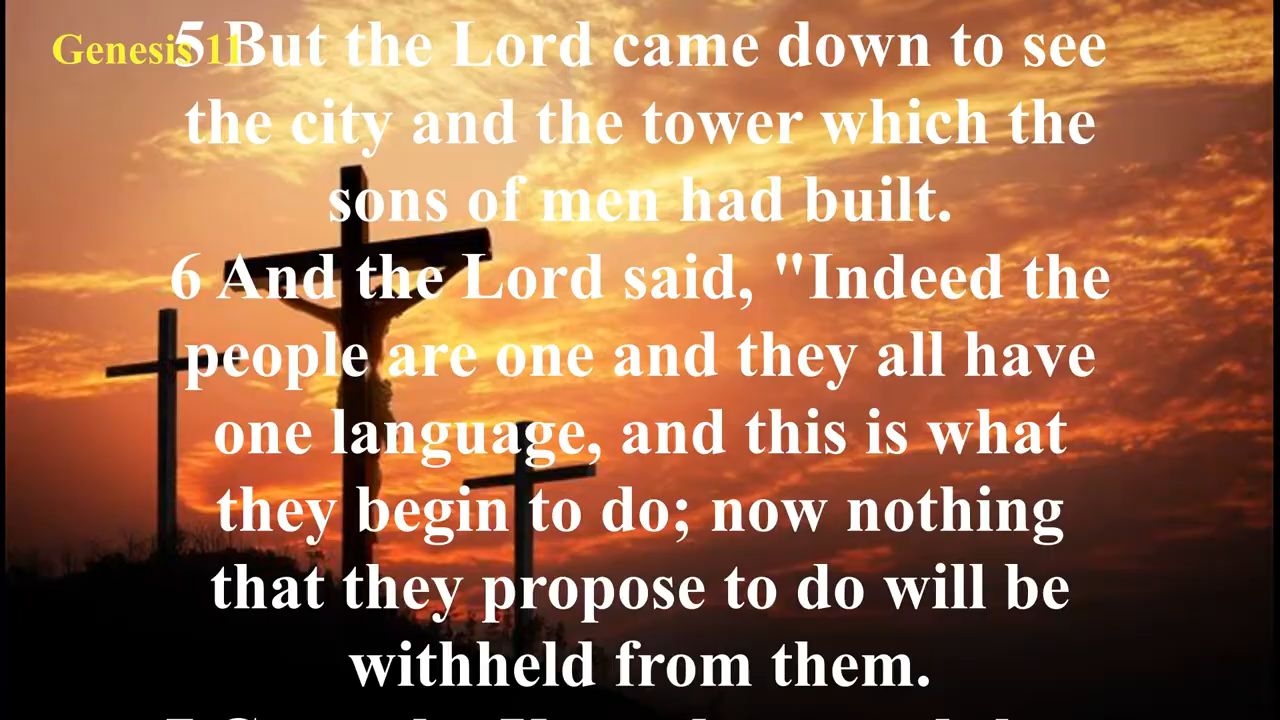 Genesis 11
5 But the Lord came down to see
the city and the tower which the
sons of men had built.
6 And the Lord said, "Indeed the
people are one and they all have
one language, and this is what
they begin to do; now nothing
that they propose to do will be
withheld from them.